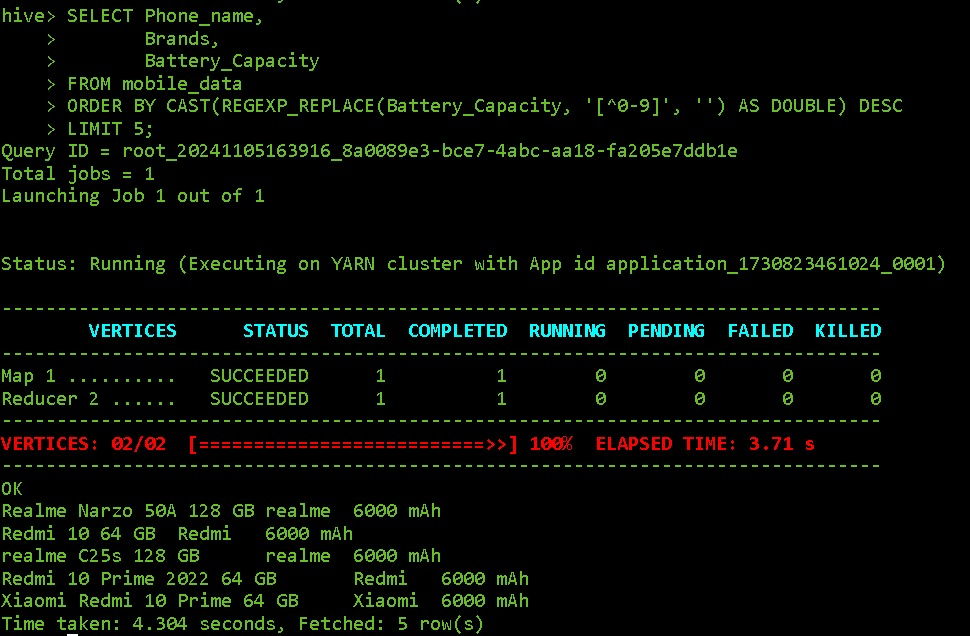 hive> SELECT Phone_name,
    >        Brands,
    >        Battery_Capacity
    > FROM mobile_data
    > ORDER BY CAST(REGEXP_REPLACE(Battery_Capacity, '[^0-9]', '') AS DOUBLE) DESC
    > LIMIT 5;
Query ID = root_20241105163916_8a0089e3-bce7-4abc-aa18-fa205e7ddb1e
Total jobs = 1
Launching Job 1 out of 1
Status: Running (Executing on YARN cluster with App id application_1730823461024_0001)
--------------------------------------------------------------------------------
        VERTICES      STATUS  TOTAL  COMPLETED  RUNNING  PENDING  FAILED  KILLED
--------------------------------------------------------------------------------
Map 1 ..........   SUCCEEDED      1          1        0        0       0       0
Reducer 2 ......   SUCCEEDED      1          1        0        0       0       0
--------------------------------------------------------------------------------
VERTICES: 02/02  [==========================>>] 100%  ELAPSED TIME: 3.71 s
--------------------------------------------------------------------------------
OK
Realme Narzo 50A 128 GB realme  6000 mAh
Redmi 10 64 GB  Redmi   6000 mAh
realme C25s 128 GB      realme  6000 mAh
Redmi 10 Prime 2022 64 GB       Redmi   6000 mAh
Xiaomi Redmi 10 Prime 64 GB     Xiaomi  6000 mAh
Time taken: 4.304 seconds, Fetched: 5 row(s)